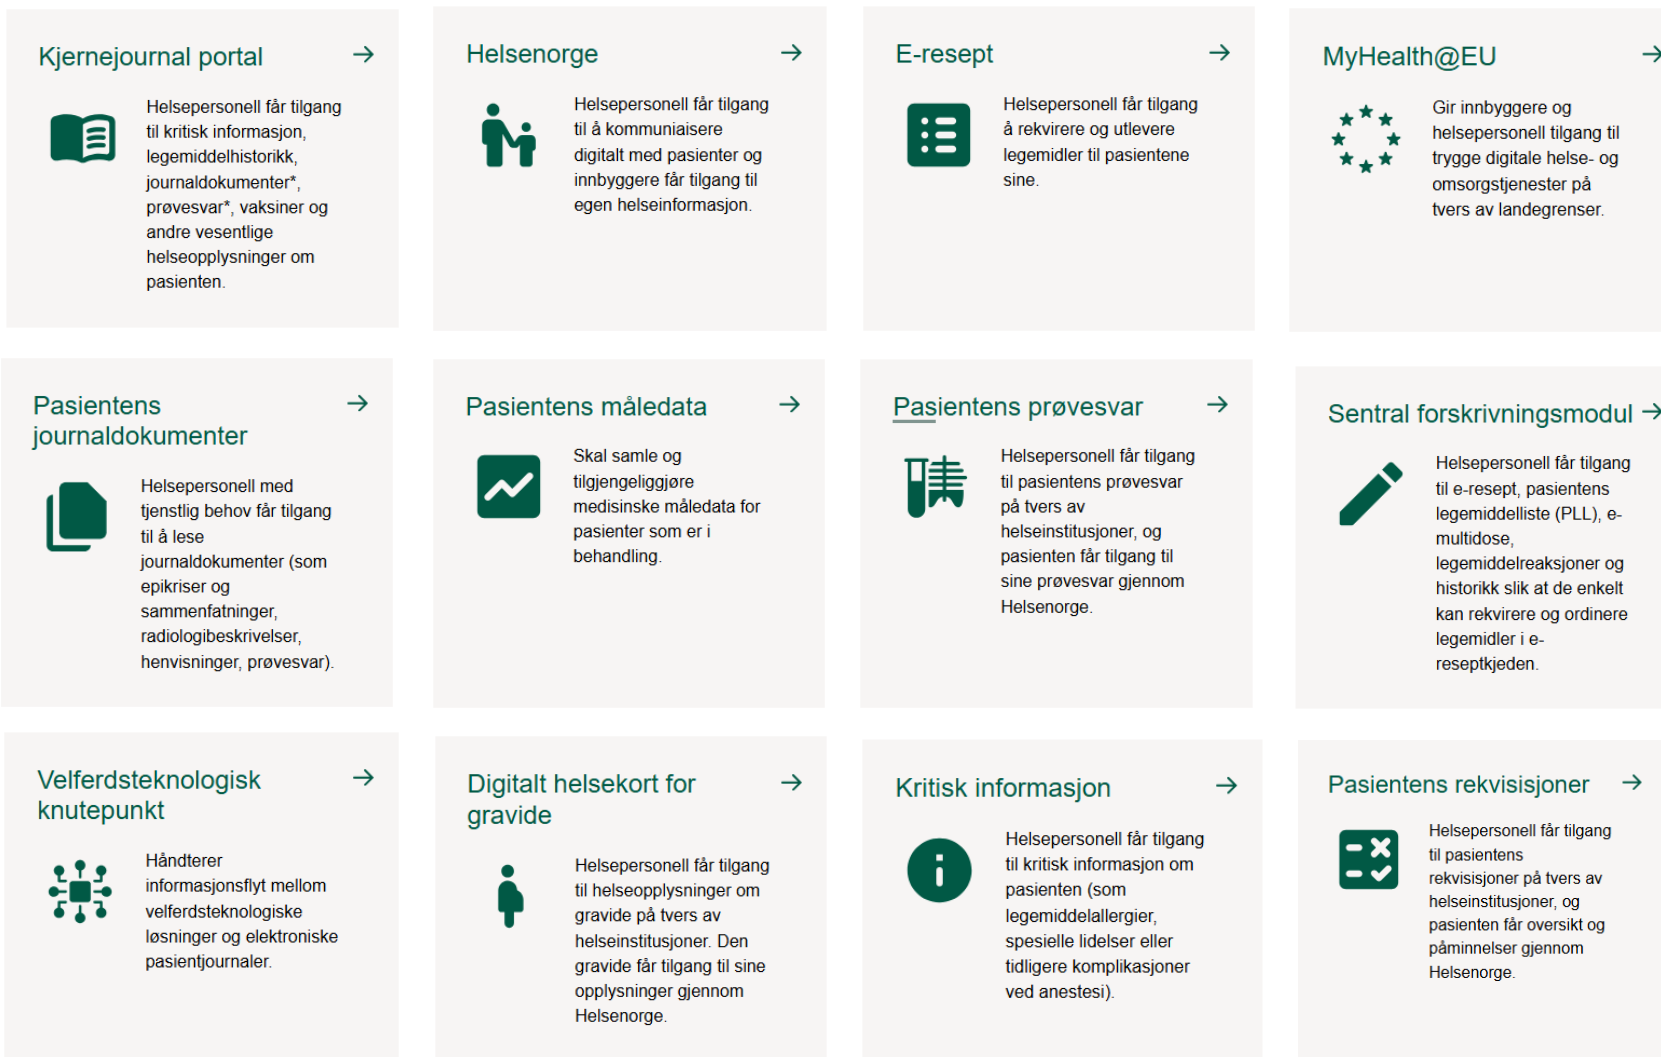 Kjernejournal portal
Helsepersonell får tilgang
til kritisk informasjon,
legemiddelhistorikk,
journaldokumenter*,
prøvesvar*, vaksiner og
andre vesentlige
helseopplysninger om
pasienten.
Helsenorge
Helsepersonell får tilgang
til å kommuniaisere
digitalt med pasienter og
innbyggere får tilgang til
egen helseinformasjon.
E-resept
Helsepersonell får tilgang
å rekvirere og utlevere
legemidler til pasientene
sine.
MyHealth@EU
Gir innbyggere og
helsepersonell tilgang til
trygge digitale helse- og
omsorgstjenester på
tvers av landegrenser.
Pasientens
journaldokumenter
Helsepersonell med
tjenstlig behov får tilgang
til å lese
journaldokumenter (som
epikriser og
sammenfatninger,
radiologibeskrivelser,
henvisninger, prøvesvar).
Pasientens måledata
Skal samle og
tilgjengeliggjøre
medisinske måledata for
pasienter som er i
behandling.
Pasientens prøvesvar
Helsepersonell får tilgang
til pasientens prøvesvar
på tvers av
helseinstitusjoner, og
pasienten får tilgang til
sine prøvesvar gjennom
Helsenorge.
Sentral forskrivningsmodul
Helsepersonell får tilgang
til e-resept, pasientens
legemiddelliste (PLL), e-
multidose,
legemiddelreaksjoner og
historikk slik at de enkelt
kan rekvirere og ordinere
legemidler i e-
reseptkjeden.
Velferdsteknologisk
knutepunkt
Håndterer
informasjonsflyt mellom
velferdsteknologiske
løsninger og elektroniske
pasientjournaler.
Digitalt helsekort for
gravide
Helsepersonell får tilgang
til helseopplysninger om
gravide på tvers av
helseinstitusjoner. Den
gravide får tilgang til sine
opplysninger gjennom
Helsenorge.
Kritisk informasjon
Helsepersonell får tilgang
til kritisk informasjon om
pasienten (som
legemiddelallergier,
spesielle lidelser eller
tidligere komplikasjoner
ved anestesi).
Pasientens rekvisisjoner
Helsepersonell får tilgang
til pasientens
rekvisisjoner på tvers av
helseinstitusjoner, og
pasienten får oversikt og
påminnelser gjennom
Helsenorge.